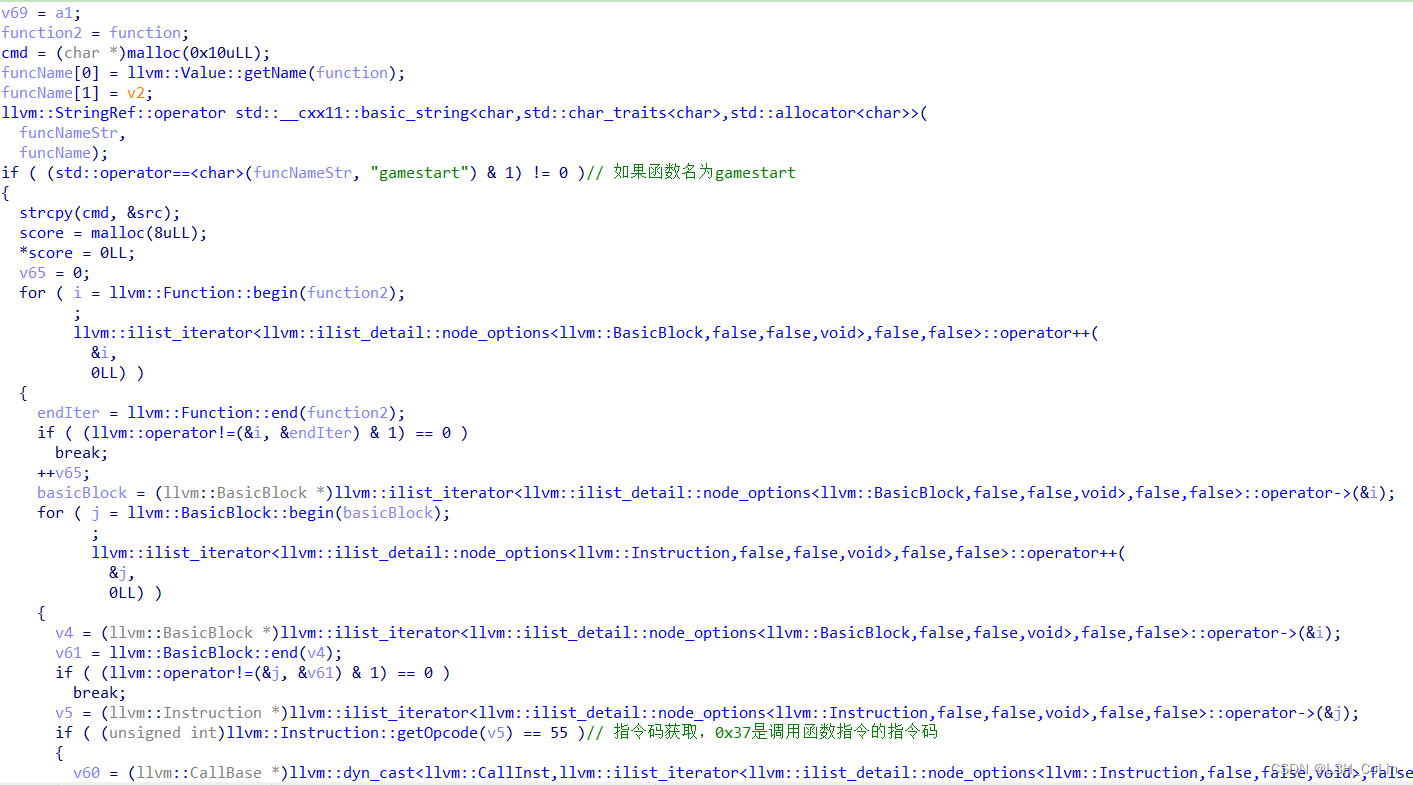 v69 = a1;
function2 = function;
cmd = (char *)malloc(0x10uLL);
funcName[0] = llvm::Value::getName(function);
funcName[1] = v2;
llvm::StringRef::operator std::__cxx11::basic_string<char,std::char_traits<char>,std::allocator<char>>(
funcNameStr,
funcName);
if ( (std::operator==<char>(funcNameStr, "gamestart") & 1) != 0 )// 如果函数名为gamestart
{
strcpy(cmd, &src);
score = malloc(8uLL);
*score = 0LL;
v65 = 0;
for ( i = llvm::Function::begin(function2);
;
llvm::ilist_iterator<llvm::ilist_detail::node_options<llvm::BasicBlock,false,false,void>,false,false>::operator++(
&i,
0LL) )
{
endIter = llvm::Function::end(function2);
if ( (llvm::operator!=(&i, &endIter) & 1) == 0 )
break;
++v65;
basicBlock = (llvm::BasicBlock *)llvm::ilist_iterator<llvm::ilist_detail::node_options<llvm::BasicBlock,false,false,void>,false,false>::operator->(&i);
for ( j = llvm::BasicBlock::begin(basicBlock);
;
llvm::ilist_iterator<llvm::ilist_detail::node_options<llvm::Instruction,false,false,void>,false,false>::operator++(
&j,
0LL) )
{
v4 = (llvm::BasicBlock *)llvm::ilist_iterator<llvm::ilist_detail::node_options<llvm::BasicBlock,false,false,void>,false,false>::operator->(&i);
v61 = llvm::BasicBlock::end(v4);
if ( (llvm::operator!=(&j, &v61) & 1) == 0 )
break;
v5 = (llvm::Instruction *)llvm::ilist_iterator<llvm::ilist_detail::node_options<llvm::Instruction,false,false,void>,false,false>::operator->(&j);
if ( (unsigned int)llvm::Instruction::getOpcode(v5) == 55 )// 指令码获取，0x37是调用函数指令的指令码
{
v60 = (llvm::CallBase *)llvm::dyn_cast<llvm::CallInst,llvm::ilist_iterator<llvm::ilist_detail::node_options<llvm::Instruction,false,false,void>,false
CSDN @L3H_CoLin